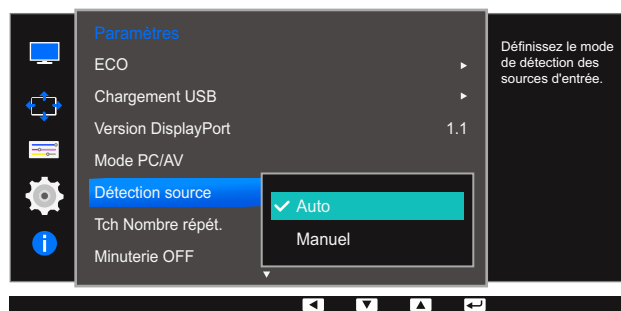 Paramètres
ECO
Chargement USB
Version DisplayPort 1.1
Mode PC/AV
Détection source
Tch Nombre répét.
Minuterie OFF
Auto
Manuel
Définissez le mode
de détection des
sources d'entrée.